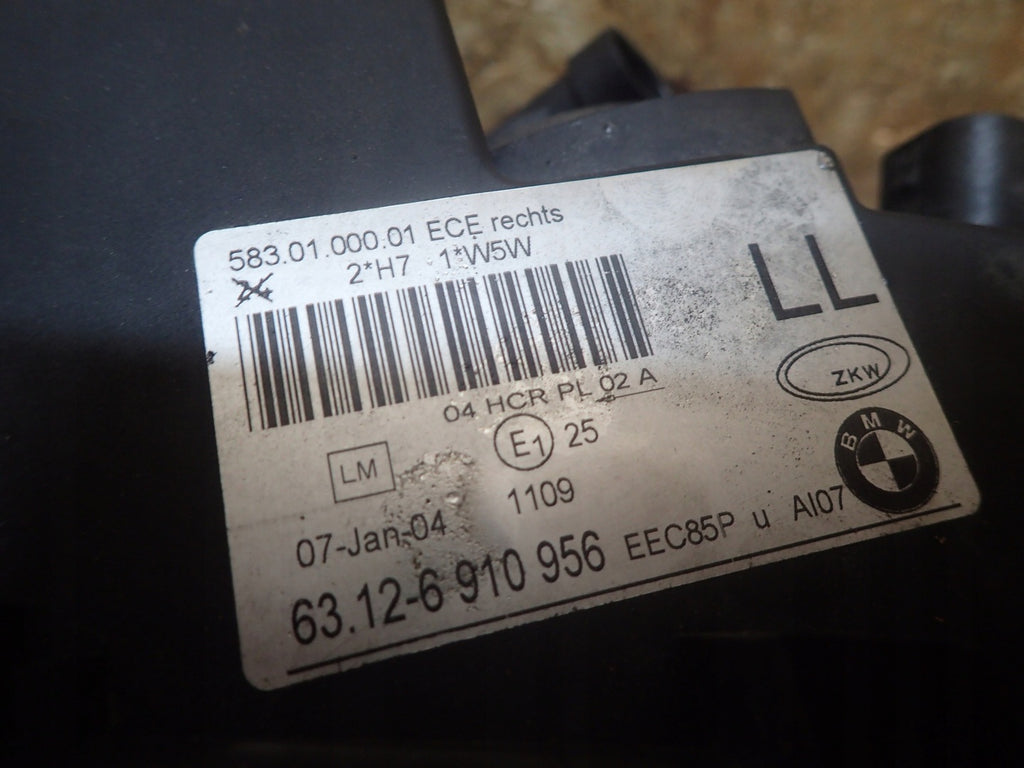 583.01.000.01 ECE rechts
2*H7 1*W5W
LL
ZKW
04 HCR PL 02 A
LM
E1 25
BMW
1109
07-Jan-04
63.12-6 910 956 EEC85P u AI07